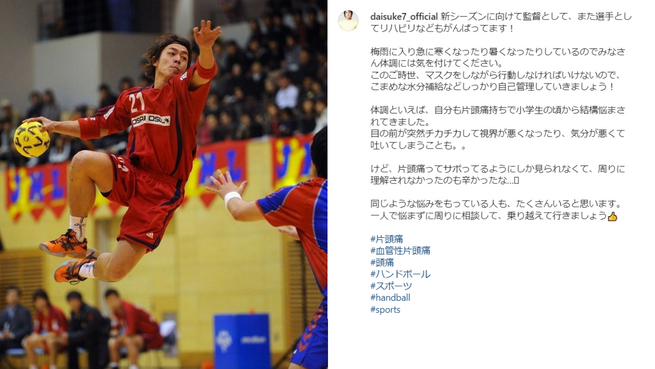 daisuke7_official 新シーズンに向けて監督として、また選手とし
てリハビリなどもがんばってます！
梅雨に入り急に寒くなったり暑くなったりしているのでみなさ
ん体調には気を付けてください。
このご時世、マスクをしながら行動しなければいけないので、
こまめな水分補給などしっかり自己管理していきましょう！
体調といえば、自分も片頭痛持ちで小学生の頃から結構悩まさ
れてきました。
目の前が突然チカチカして視界が悪くなったり、気分が悪くて
吐いてしまうことも。。
けど、片頭痛ってサボってるようにしか見られなくて、周りに
理解されなかったのも辛かったな...
同じような悩みをもっている人も、たくさんいると思います。
一人で悩まずに周りに相談して、乗り越えて行きましょう👍
#片頭痛
#血管性片頭痛
#頭痛
#ハンドボール
#スポーツ
#handball
#sports
21
OSAKI OSOL